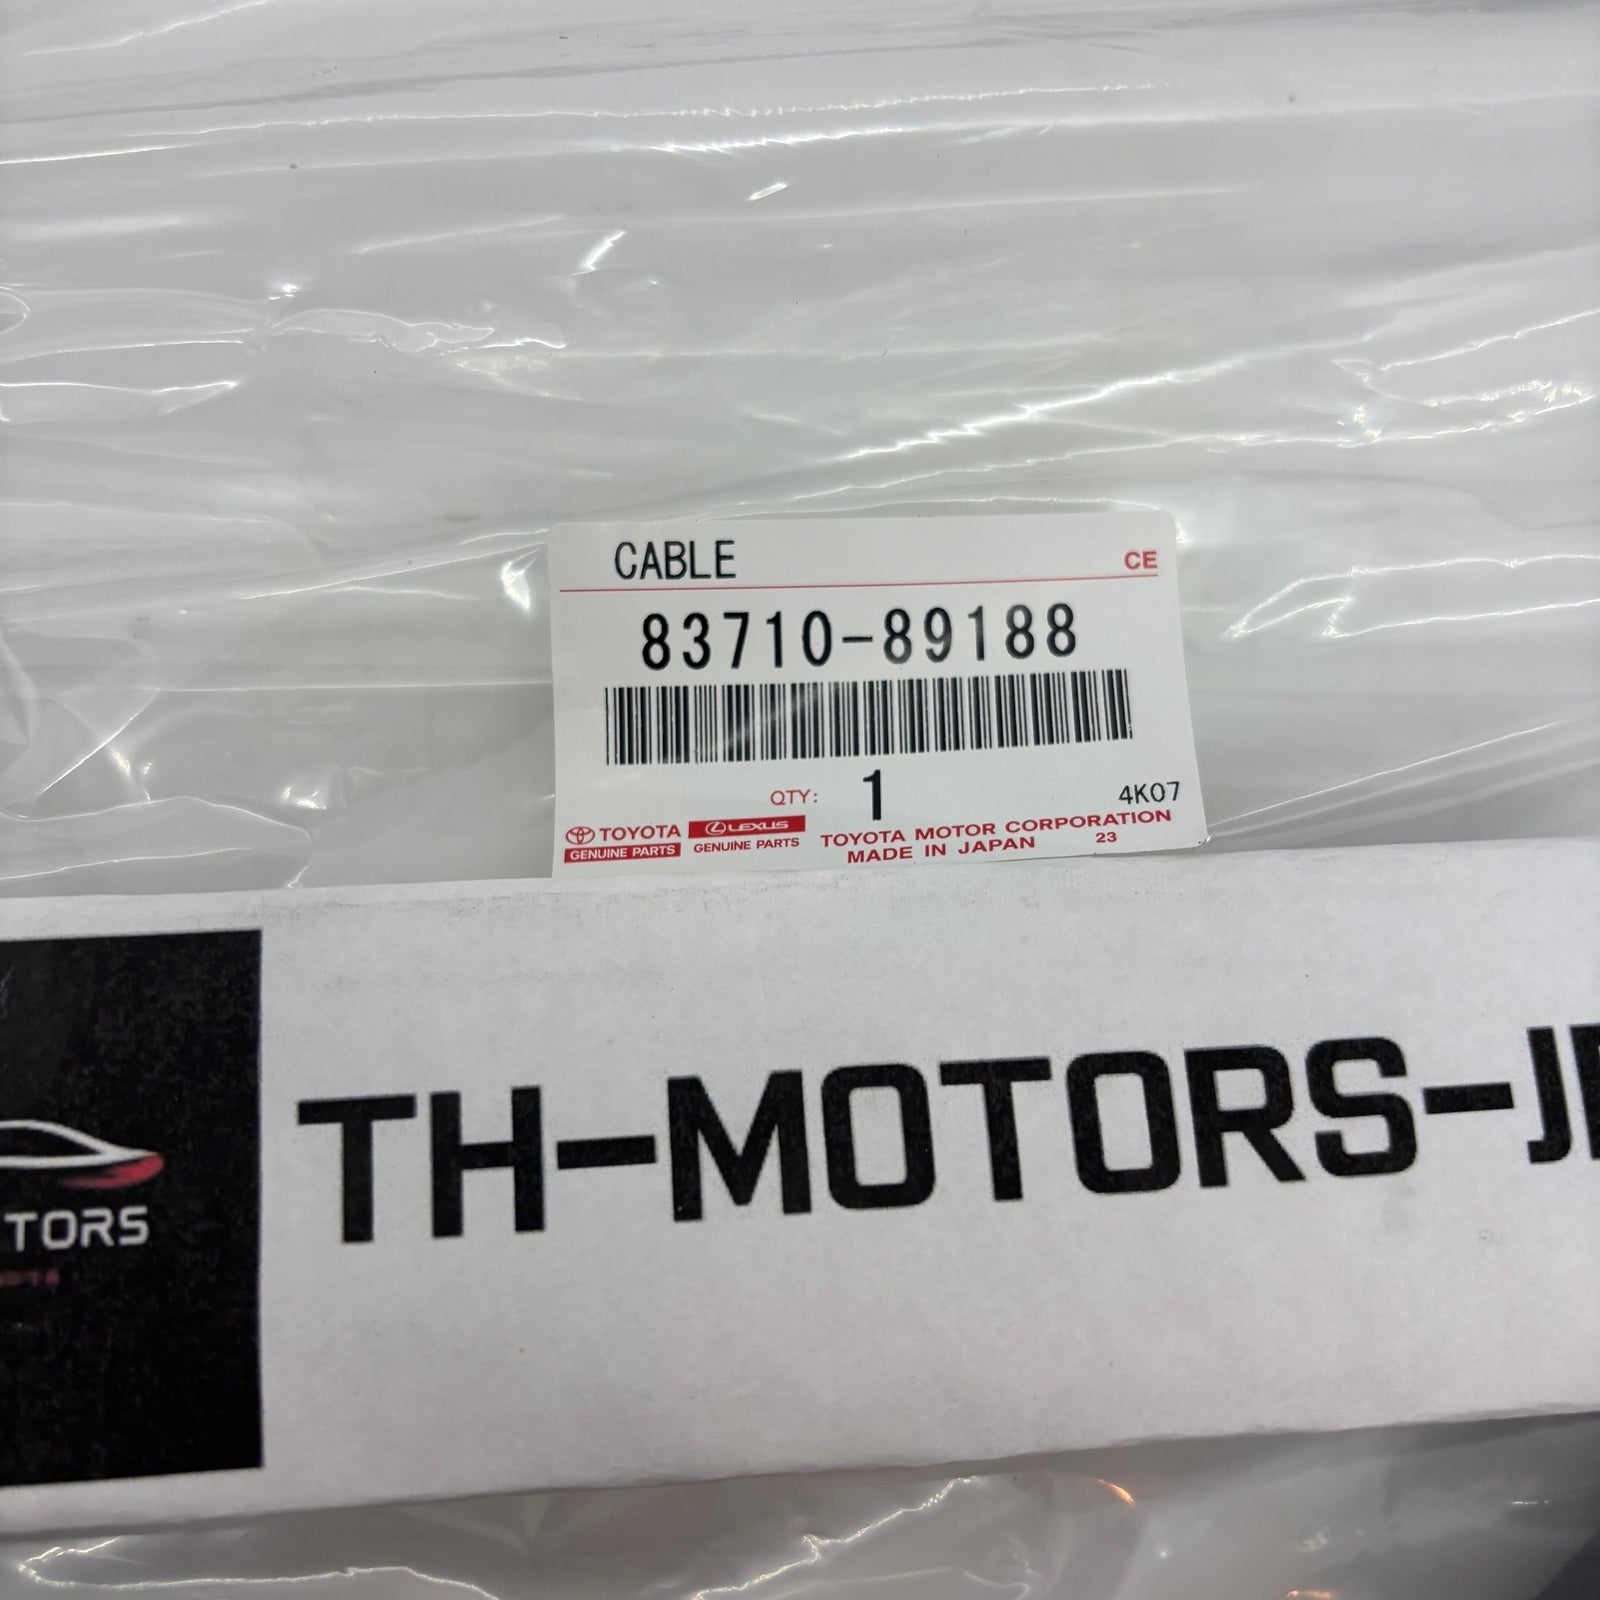 CABLE
CE
83710-89188
QTY: 1
4K07
TOYOTA
GENUINE PARTS
LEXUS
GENUINE PARTS
TOYOTA MOTOR CORPORATION
MADE IN JAPAN 23
TH-MOTORS-J
TORS